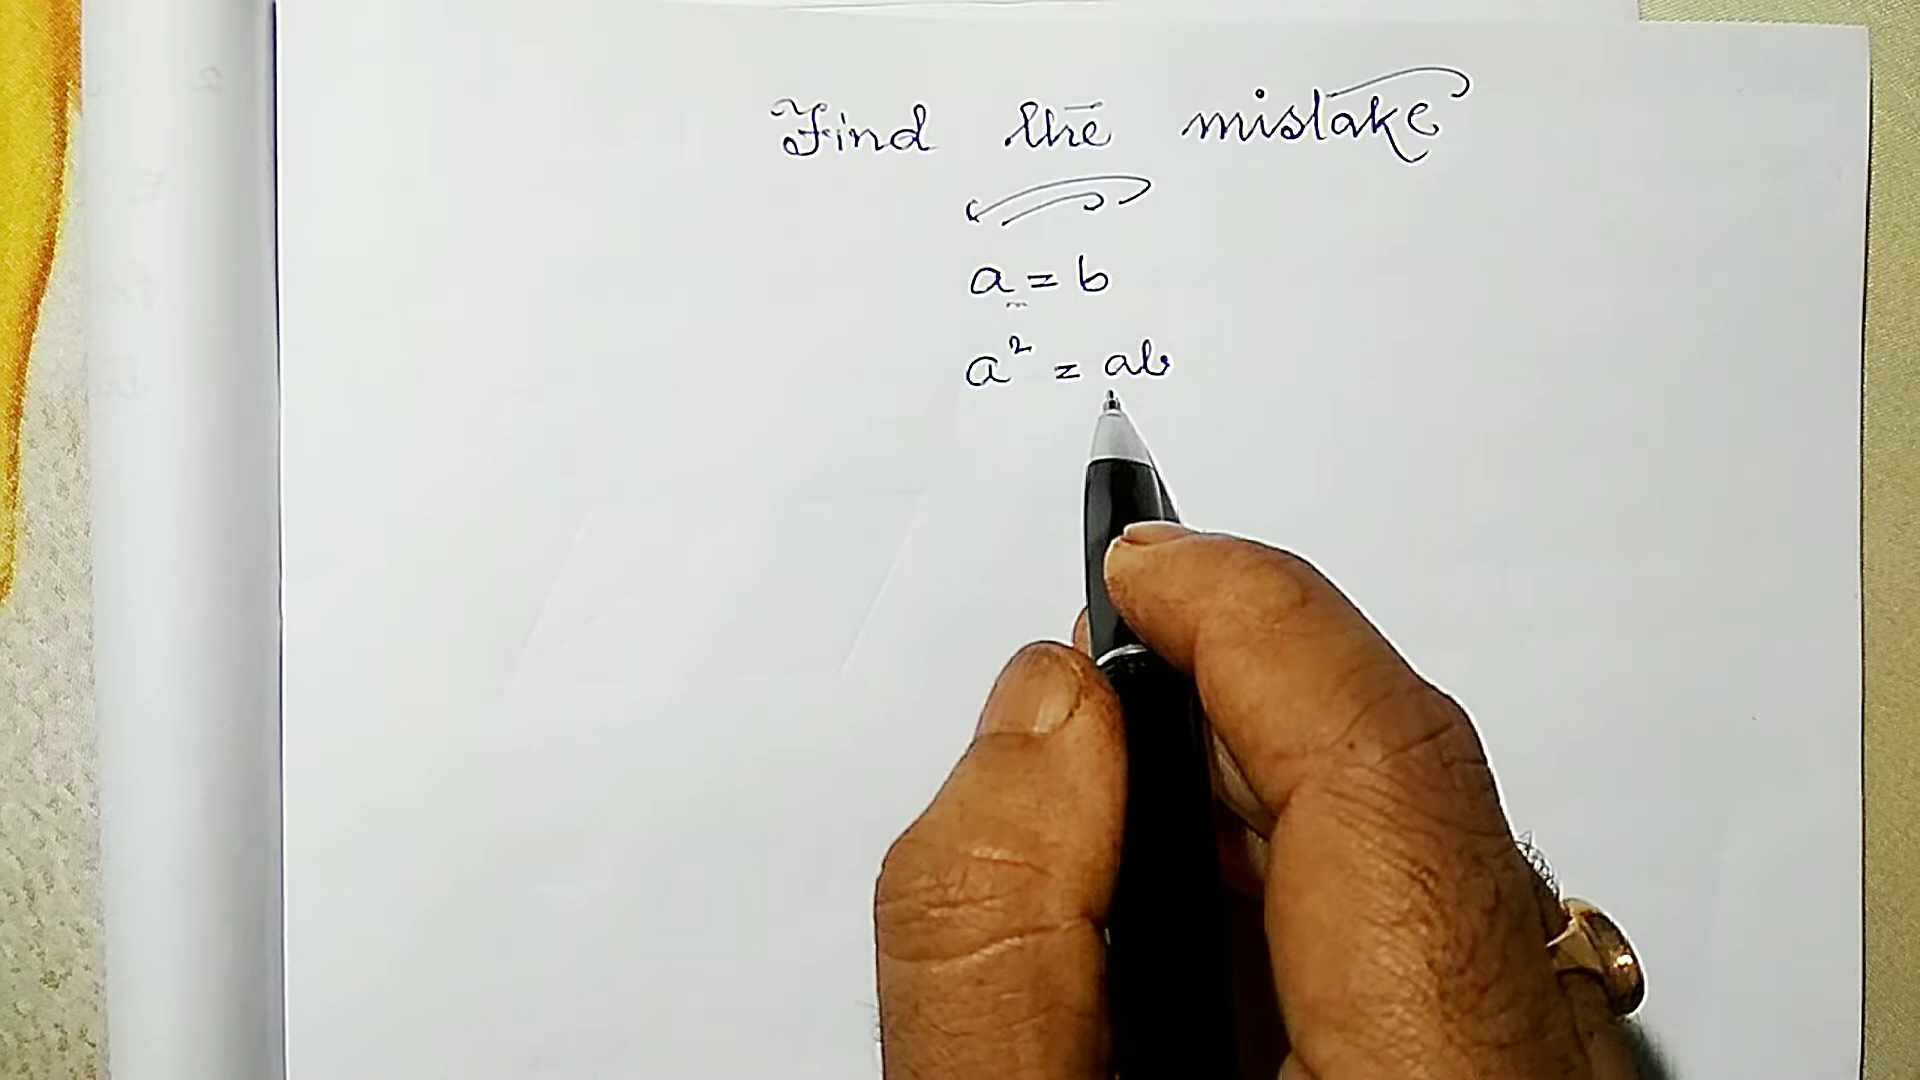 Find the mistake
a = b
a² = ab